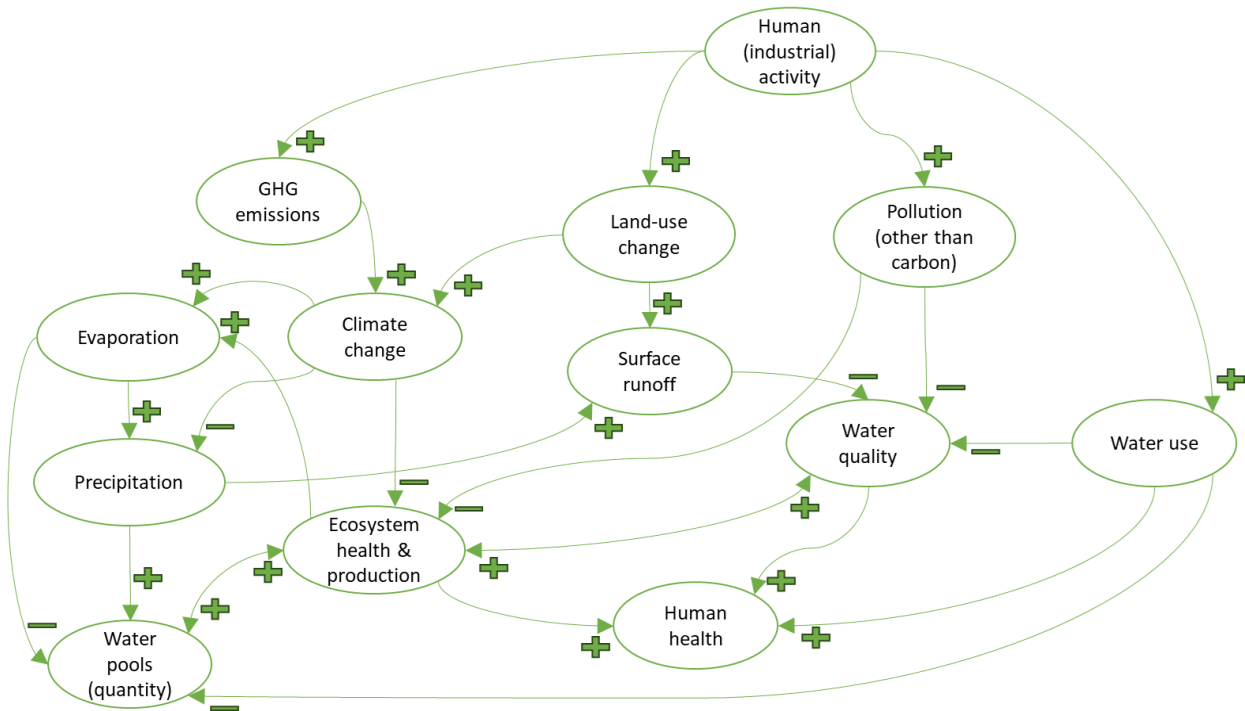 Human
(industrial)
activity
GHG
emissions
Land-use
change
Pollution
(other than
carbon)
Evaporation
Climate
change
Surface
runoff
Water
quality
Water use
Precipitation
Ecosystem
health &
production
Human
health
Water
pools
(quantity)